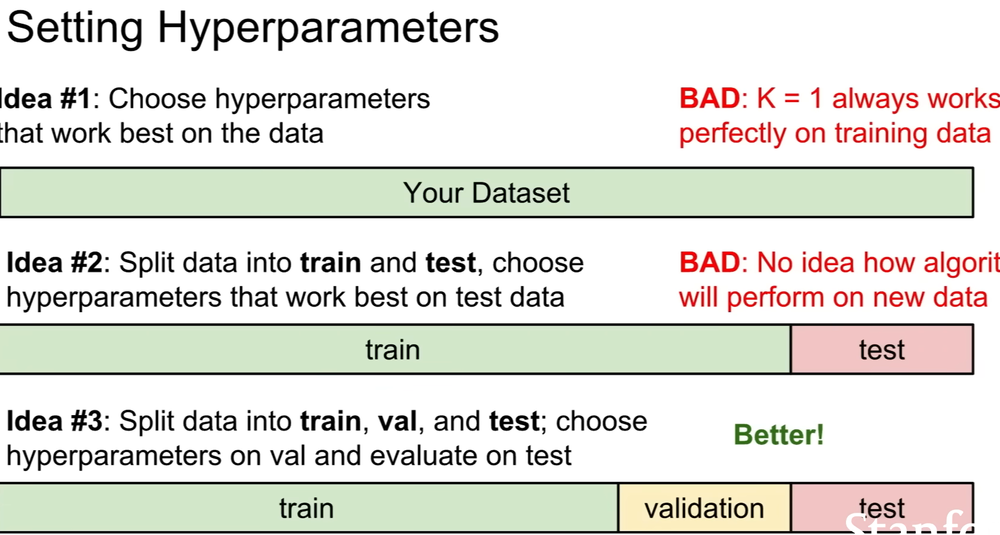 Setting Hyperparameters
Idea #1: Choose hyperparameters
that work best on the data
BAD: K = 1 always works
perfectly on training data
Your Dataset
Idea #2: Split data into train and test, choose
hyperparameters that work best on test data
BAD: No idea how algorit
will perform on new data
train
test
Idea #3: Split data into train, val, and test; choose
hyperparameters on val and evaluate on test
Better!
train
validation
test
Stanfo